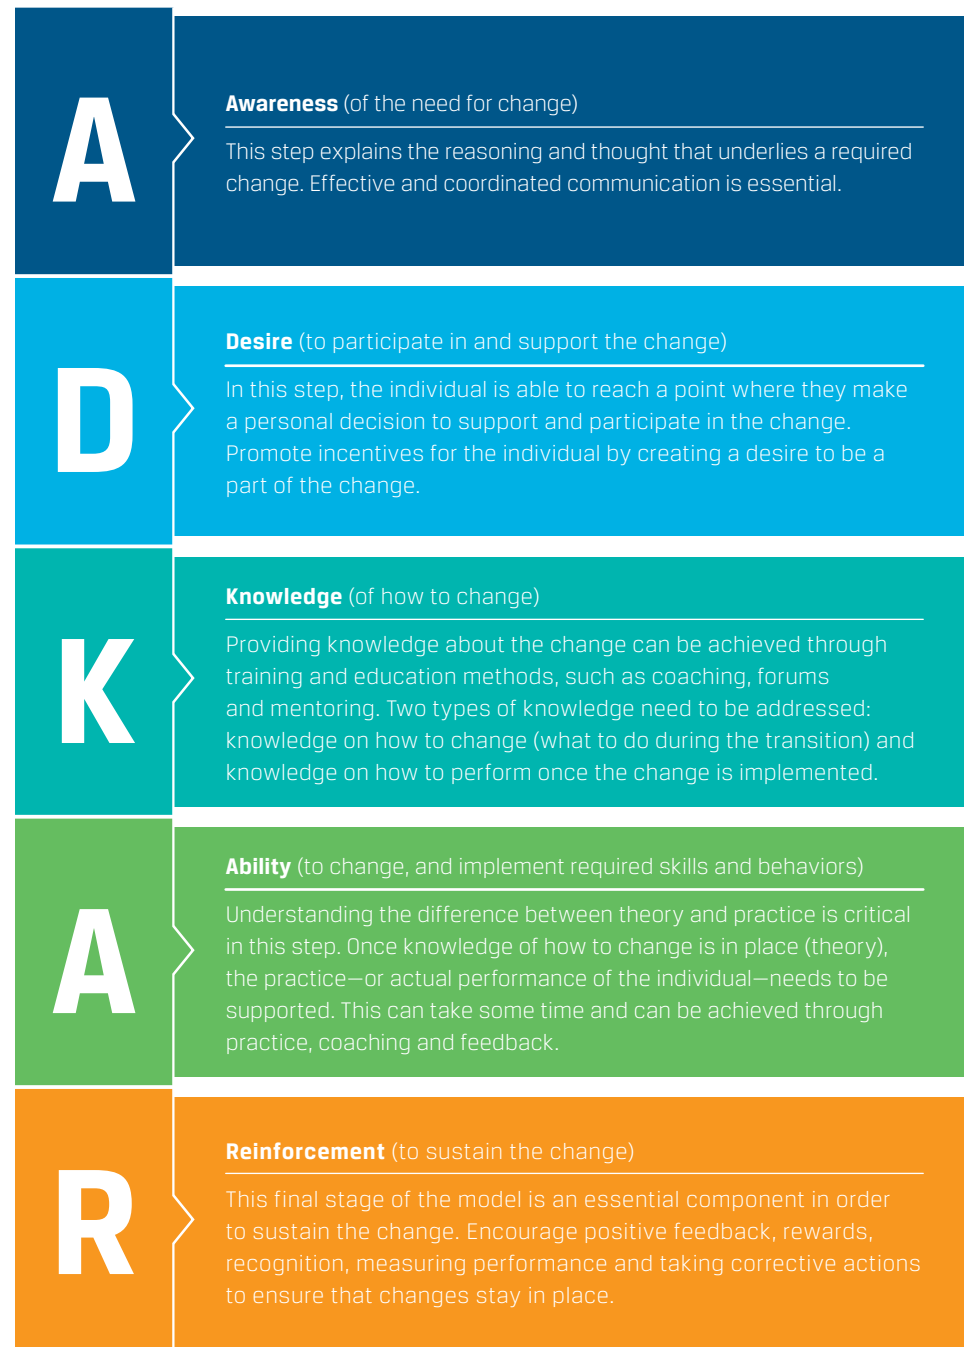 A
Awareness (of the need for change)
This step explains the reasoning and thought that underlies a required
change. Effective and coordinated communication is essential.
D
Desire (to participate in and support the change)
In this step, the individual is able to reach a point where they make
a personal decision to support and participate in the change.
Promote incentives for the individual by creating a desire to be a
part of the change.
K
Knowledge (of how to change)
Providing knowledge about the change can be achieved through
training and education methods, such as coaching, forums
and mentoring. Two types of knowledge need to be addressed:
knowledge on how to change (what to do during the transition) and
knowledge on how to perform once the change is implemented.
A
Ability (to change, and implement required skills and behaviors)
Understanding the difference between theory and practice is critical
in this step. Once knowledge of how to change is in place (theory),
the practice—or actual performance of the individual—needs to be
supported. This can take some time and can be achieved through
practice, coaching and feedback.
R
Reinforcement (to sustain the change)
This final stage of the model is an essential component in order
to sustain the change. Encourage positive feedback, rewards,
recognition, measuring performance and taking corrective actions
to ensure that changes stay in place.